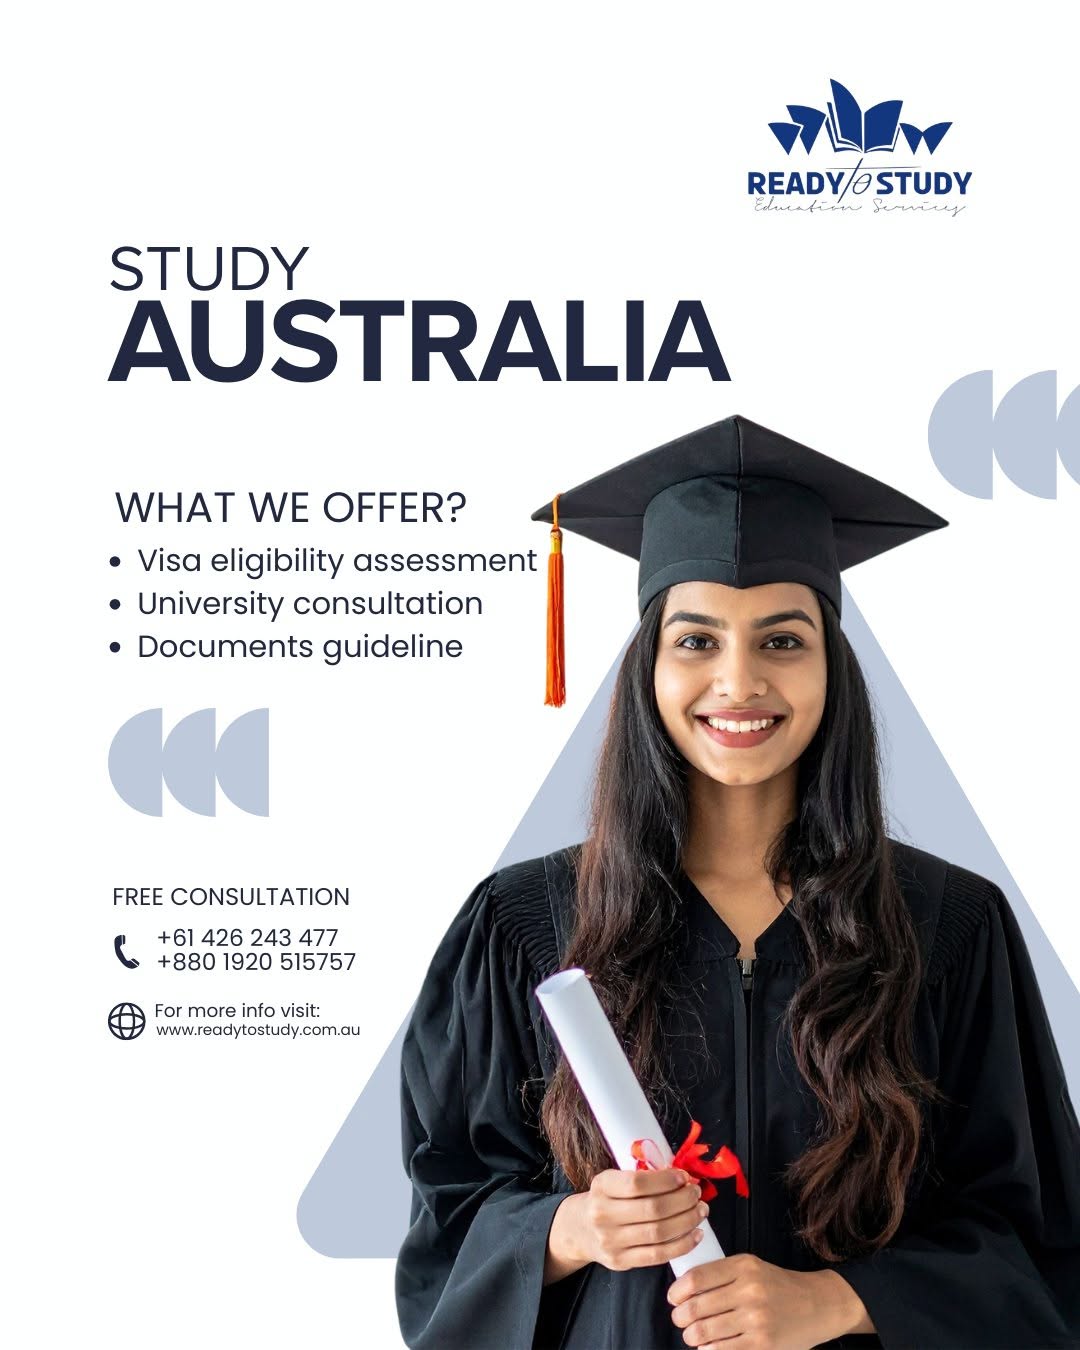 READY to STUDY
Education Services
STUDY
AUSTRALIA
WHAT WE OFFER?
• Visa eligibility assessment
• University consultation
• Documents guideline
FREE CONSULTATION
+61 426 243 477
+880 1920 515757
For more info visit:
www.readytostudy.com.au